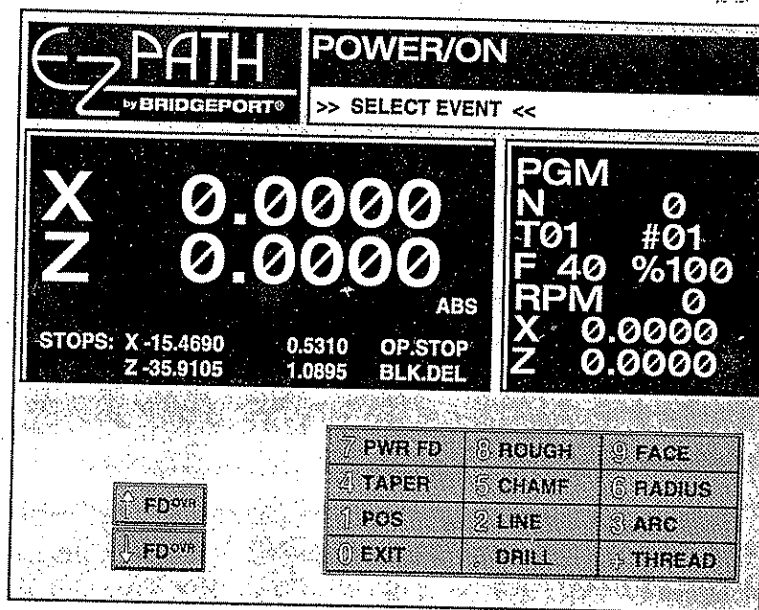 EZ PATH
by BRIDGEPORT®
POWER/ON
>> SELECT EVENT <<
X 0.0000
Z 0.0000
ABS
STOPS: X -15.4690 0.5310 OP.STOP
Z -35.9105 1.0895 BLK.DEL
PGM
N 0
T01 #01
F 40 %100
RPM 0
X 0.0000
Z 0.0000
↑ FD OVR
↓ FD OVR
7 PWR FD 8 ROUGH 9 FACE
4 TAPER 5 CHAMF 6 RADIUS
1 POS 2 LINE 3 ARC
0 EXIT . DRILL + THREAD